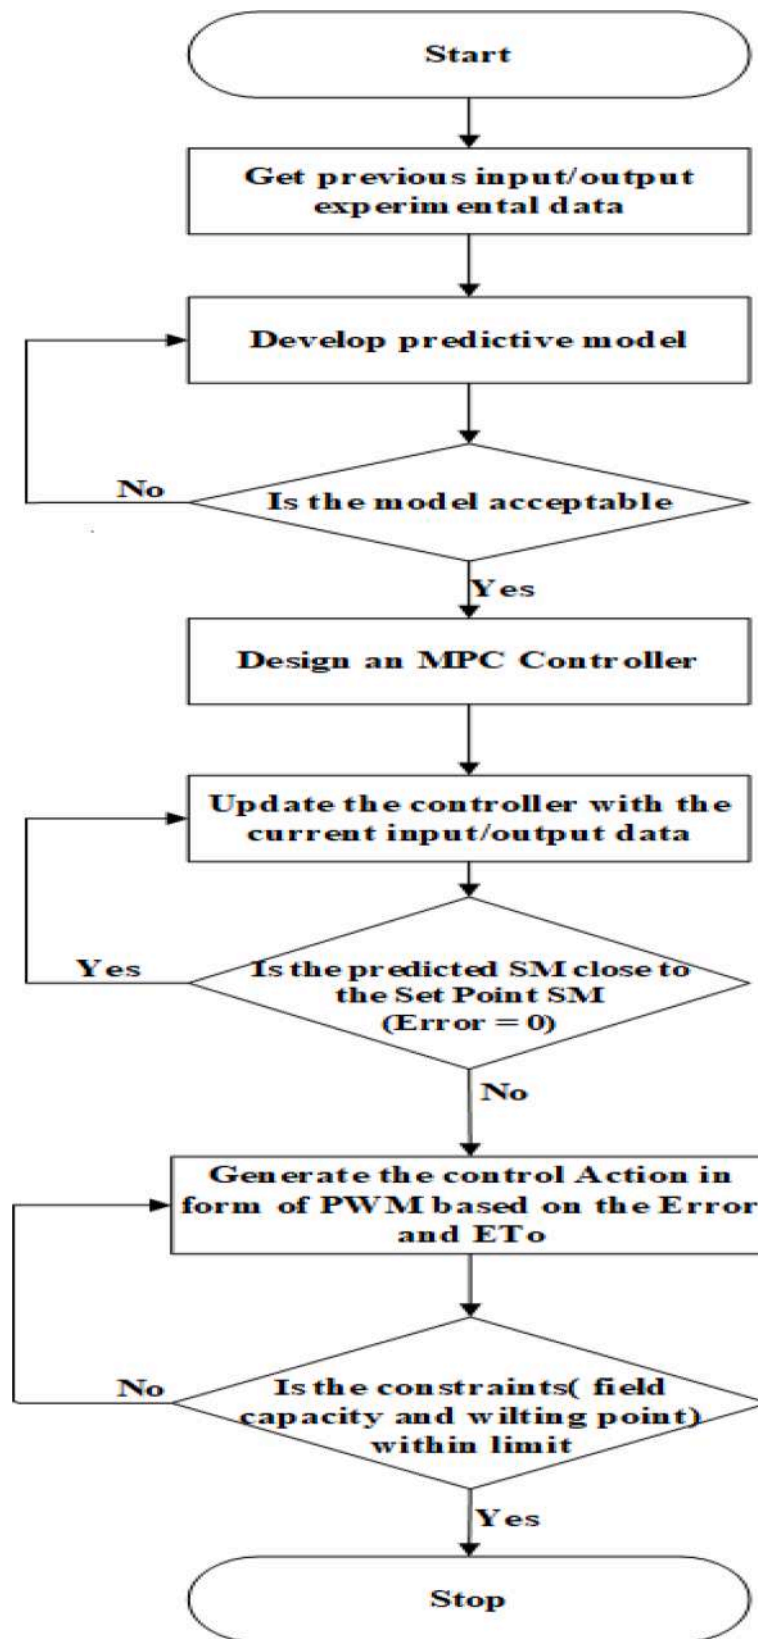 Start
Get previous input/output
experimental data
Develop predictive model
No
Is the model acceptable
Yes
Design an MPC Controller
Update the controller with the
current input/output data
Yes
Is the predicted SM close to
the Set Point SM
(Error = 0)
No
Generate the control Action in
form of PWM based on the Error
and ETo
No
Is the constraints( field
capacity and wilting point)
within limit
Yes
Stop